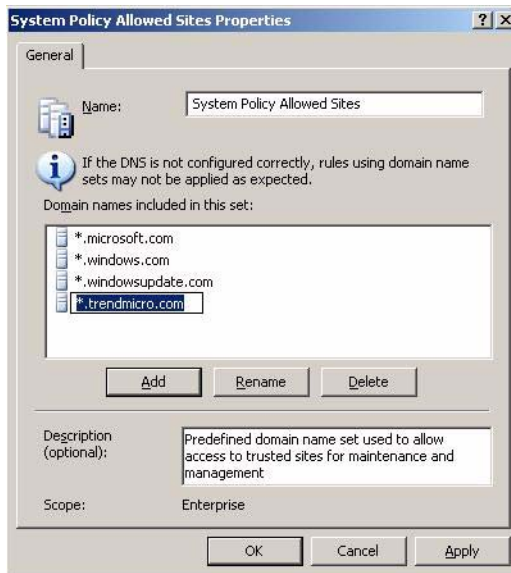 System Policy Allowed Sites Properties
General
Name:
System Policy Allowed Sites
If the DNS is not configured correctly, rules using domain name
sets may not be applied as expected.
Domain names included in this set:
*.microsoft.com
*.windows.com
*.windowsupdate.com
*.trendmicro.com
Add
Rename
Delete
Description
(optional):
Predefined domain name set used to allow
access to trusted sites for maintenance and
management
Scope:
Enterprise
OK
Cancel
Apply